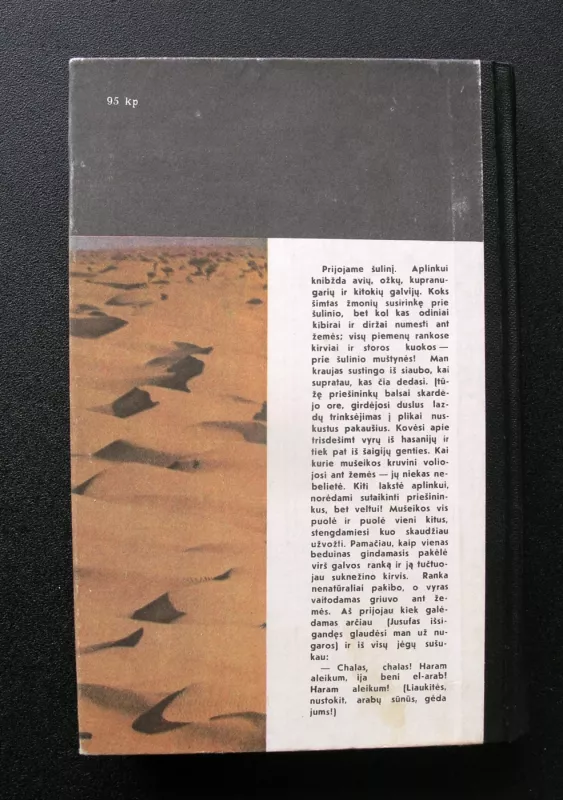 95 kp
Prijojame šulinį. Aplinkui
knibžda avių, ožkų, kupranu-
garių ir kitokių galvijų. Koks
šimtas žmonių susirinkę prie
šulinio, bet kol kas odiniai
kibirai ir diržai numesti ant
žemės; visų piemenų rankose
kirviai ir storos kuokos —
prie šulinio muštynės! Man
kraujas sustingo iš siaubo, kai
supratau, kas čia dedasi. Įtū-
žę priešininkų balsai skardė-
jo ore, girdėjosi duslus laz-
dų trinksėjimas į plikai nus-
kustus pakaušius. Kovėsi apie
trisdešimt vyrų iš hasanijų ir
tiek pat iš šaigijų genties. Kai
kurie mušeikos kruvini volio-
josi ant žemės — jų niekas ne-
belietė. Kiti lakstė aplinkui,
norėdami sutaikinti priešinin-
kus, bet veltui! Mušeikos vis
puolė ir puolė vieni kitus,
stengdamiesi kuo skaudžiau
užvožti. Pamačiau, kaip vienas
beduinas gindamasis pakėlė
virš galvos ranką ir ją tučtuo-
jau suknežino kirvis. Ranka
nenatūraliai pakibo, o vyras
vaitodamas griuvo ant že-
mės. Aš prijojau kiek galė-
damas arčiau (Jusufas išsi-
gandęs glaudėsi man už nu-
garos) ir iš visų jėgų sušu-
kau:
— Chalas, chalas! Haram
aleikum, ija beni el-arab!
Haram aleikum! (Liaukitės,
nustokit, arabų sūnūs, gėda
jums!)